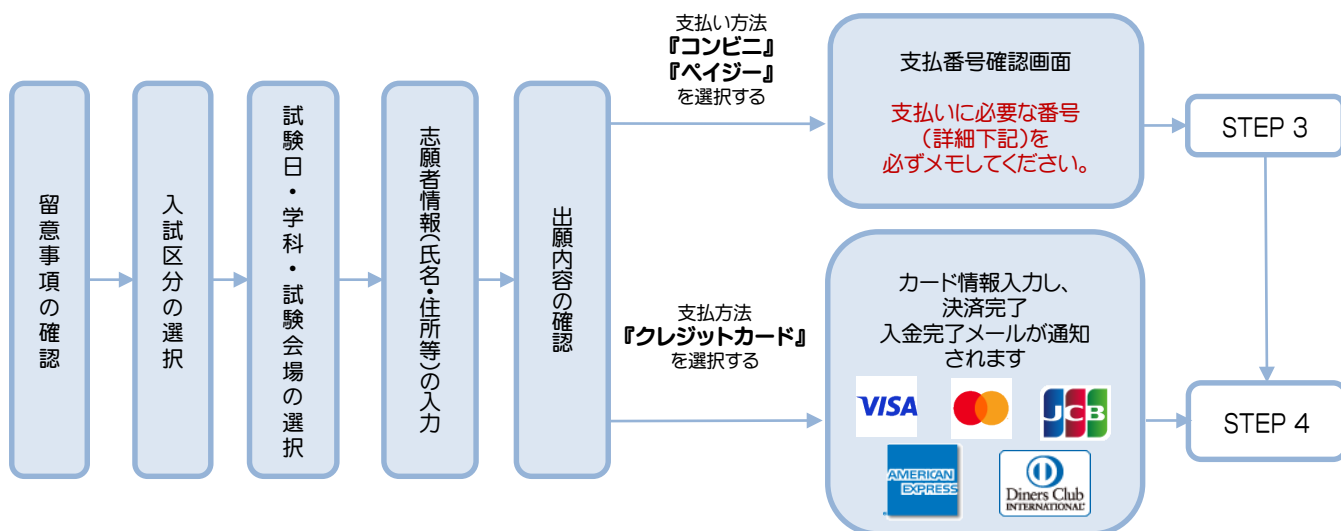 留意事項の確認
入試区分の選択
試験日・学科・試験会場の選択
志願者情報(氏名・住所等)の入力
出願内容の確認
支払い方法
『コンビニ』
『ペイジー』
を選択する
支払番号確認画面
支払いに必要な番号
(詳細下記)を
必ずメモしてください。
STEP 3
支払方法
『クレジットカード』
を選択する
カード情報入力し、
決済完了
入金完了メールが通知
されます
VISA
JCB
AMERICAN
EXPRESS
Diners Club
INTERNATIONAL
STEP 4